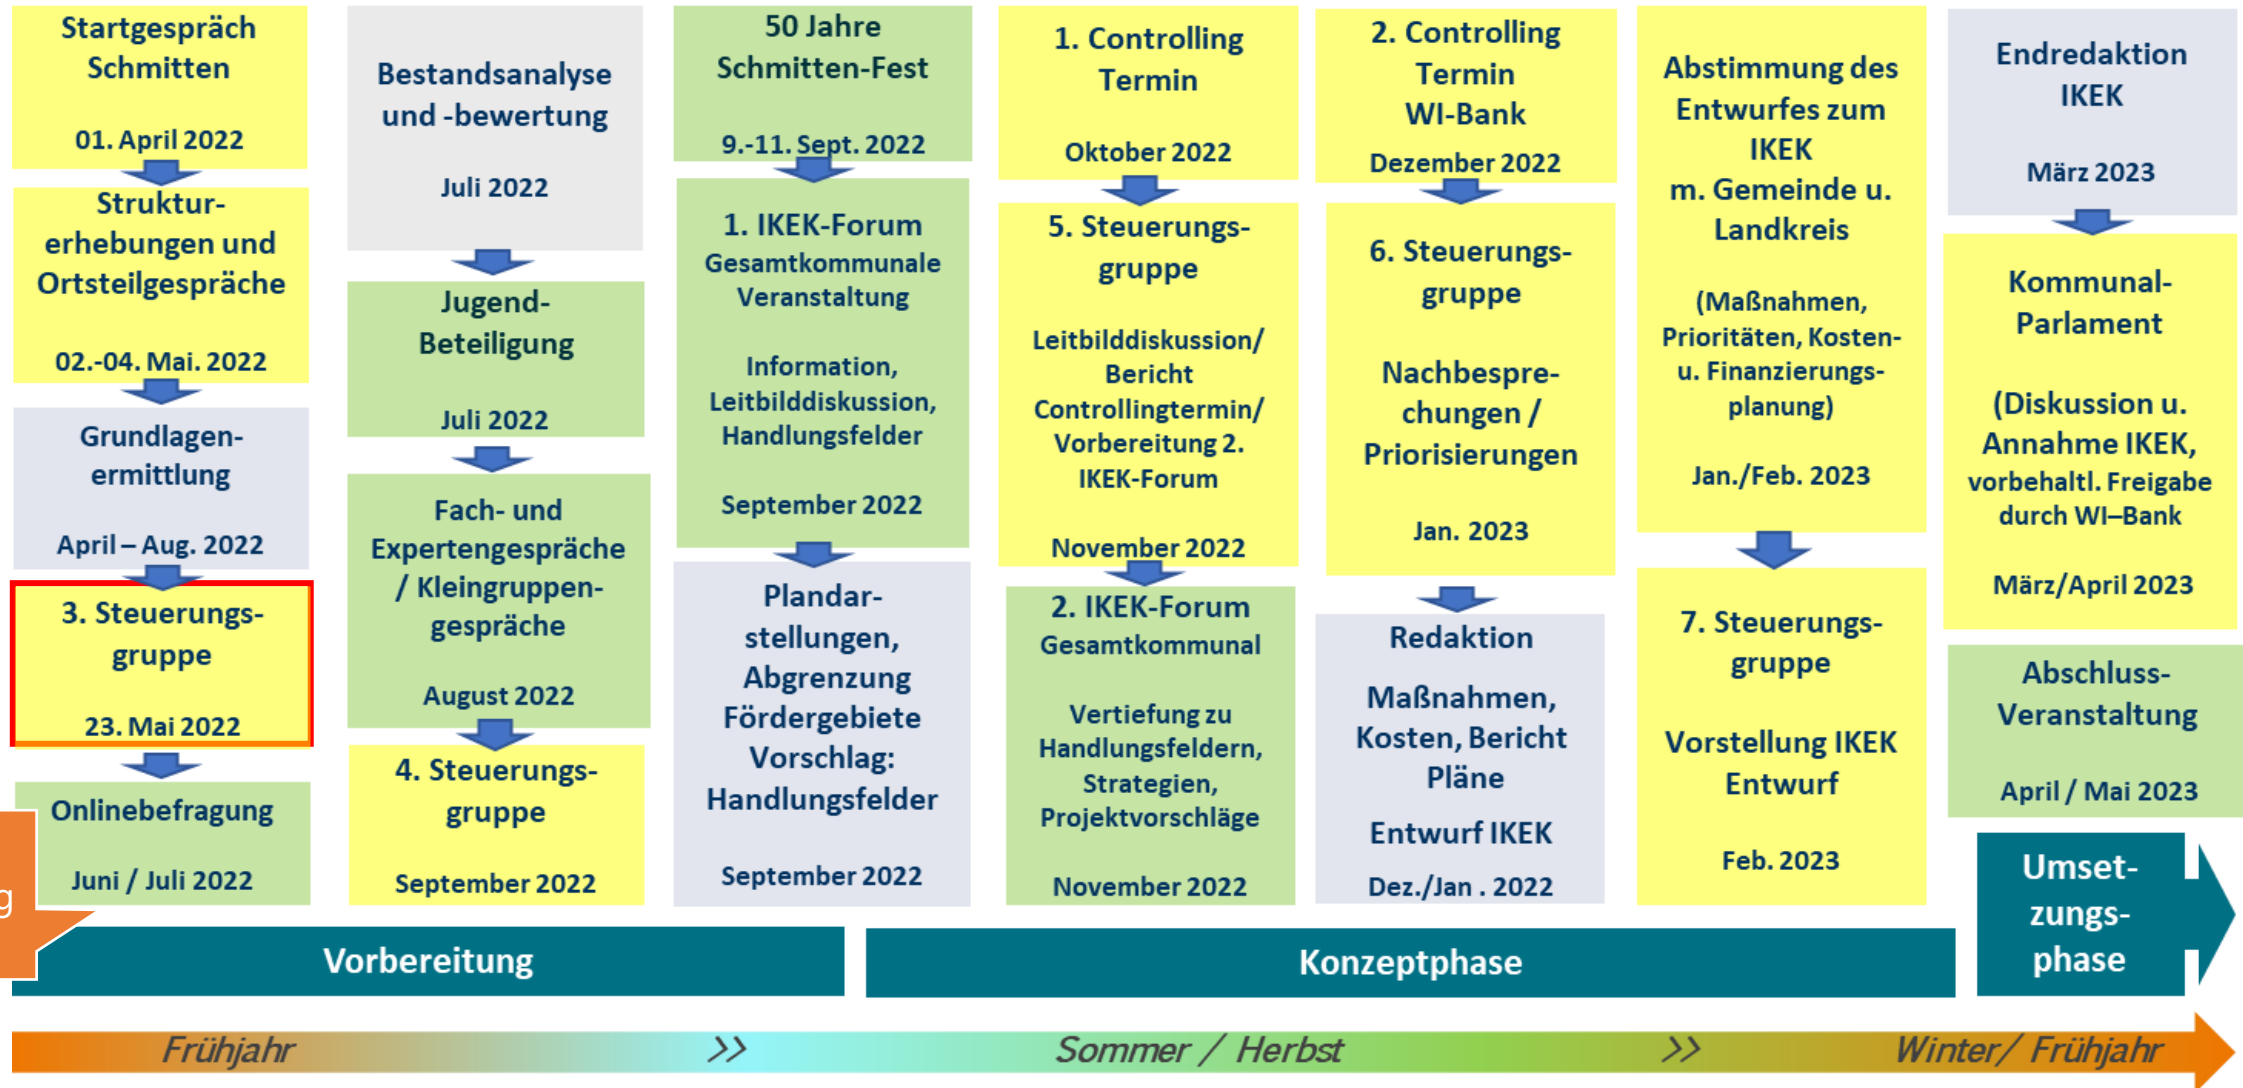 Startgespräch
Schmitten
01. April 2022
Struktur-
erhebungen und
Ortsteilgespräche
02.-04. Mai. 2022
Grundlagen-
ermittlung
April – Aug. 2022
3. Steuerungs-
gruppe
23. Mai 2022
Onlinebefragung
Juni / Juli 2022
Bestandsanalyse
und -bewertung
Juli 2022
Jugend-
Beteiligung
Juli 2022
Fach- und
Expertengespräche
/ Kleingruppen-
gespräche
August 2022
4. Steuerungs-
gruppe
September 2022
50 Jahre
Schmitten-Fest
9.-11. Sept. 2022
1. IKEK-Forum
Gesamtkommunale
Veranstaltung
Information,
Leitbilddiskussion,
Handlungsfelder
September 2022
Plandar-
stellungen,
Abgrenzung
Fördergebiete
Vorschlag:
Handlungsfelder
September 2022
1. Controlling
Termin
Oktober 2022
5. Steuerungs-
gruppe
Leitbilddiskussion/
Bericht
Controllingtermin/
Vorbereitung 2.
IKEK-Forum
November 2022
2. IKEK-Forum
Gesamtkommunal
Vertiefung zu
Handlungsfeldern,
Strategien,
Projektvorschläge
November 2022
2. Controlling
Termin
WI-Bank
Dezember 2022
6. Steuerungs-
gruppe
Nachbespre-
chungen /
Priorisierungen
Jan. 2023
Redaktion
Maßnahmen,
Kosten, Bericht
Pläne
Entwurf IKEK
Dez./Jan . 2022
Abstimmung des
Entwurfes zum
IKEK
m. Gemeinde u.
Landkreis
(Maßnahmen,
Prioritäten, Kosten-
u. Finanzierungs-
planung)
Jan./Feb. 2023
7. Steuerungs-
gruppe
Vorstellung IKEK
Entwurf
Feb. 2023
Endredaktion
IKEK
März 2023
Kommunal-
Parlament
(Diskussion u.
Annahme IKEK,
vorbehaltl. Freigabe
durch WI–Bank
März/April 2023
Abschluss-
Veranstaltung
April / Mai 2023
Umset-
zungs-
phase
g
Vorbereitung
Konzeptphase
Frühjahr >> Sommer / Herbst >> Winter/ Frühjahr